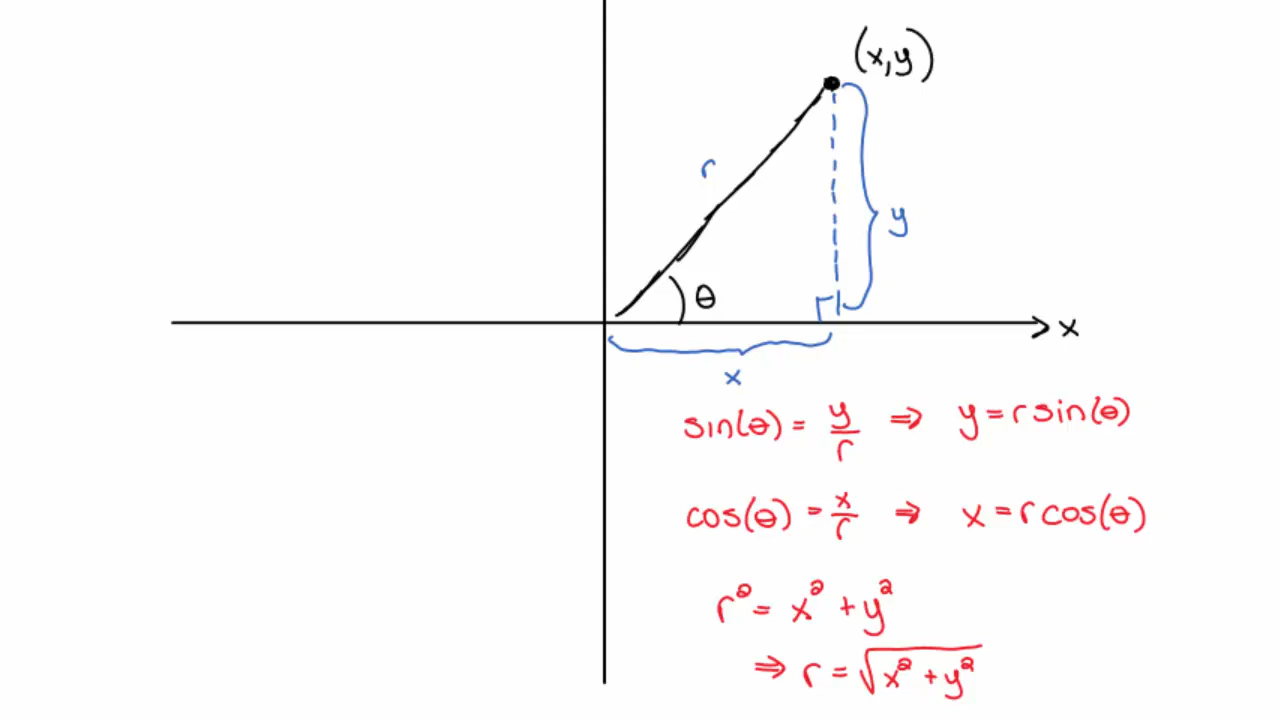 (x,y)
r
y
θ
x
x
sin(θ) = y/r ⇒ y = r sin(θ)
cos(θ) = x/r ⇒ x = r cos(θ)
r² = x² + y²
⇒ r = √(x² + y²)